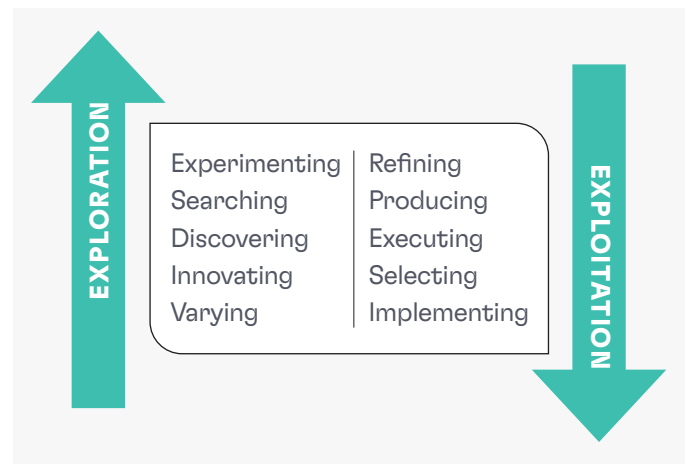 EXPLORATION
Experimenting
Searching
Discovering
Innovating
Varying
Refining
Producing
Executing
Selecting
Implementing
EXPLOITATION